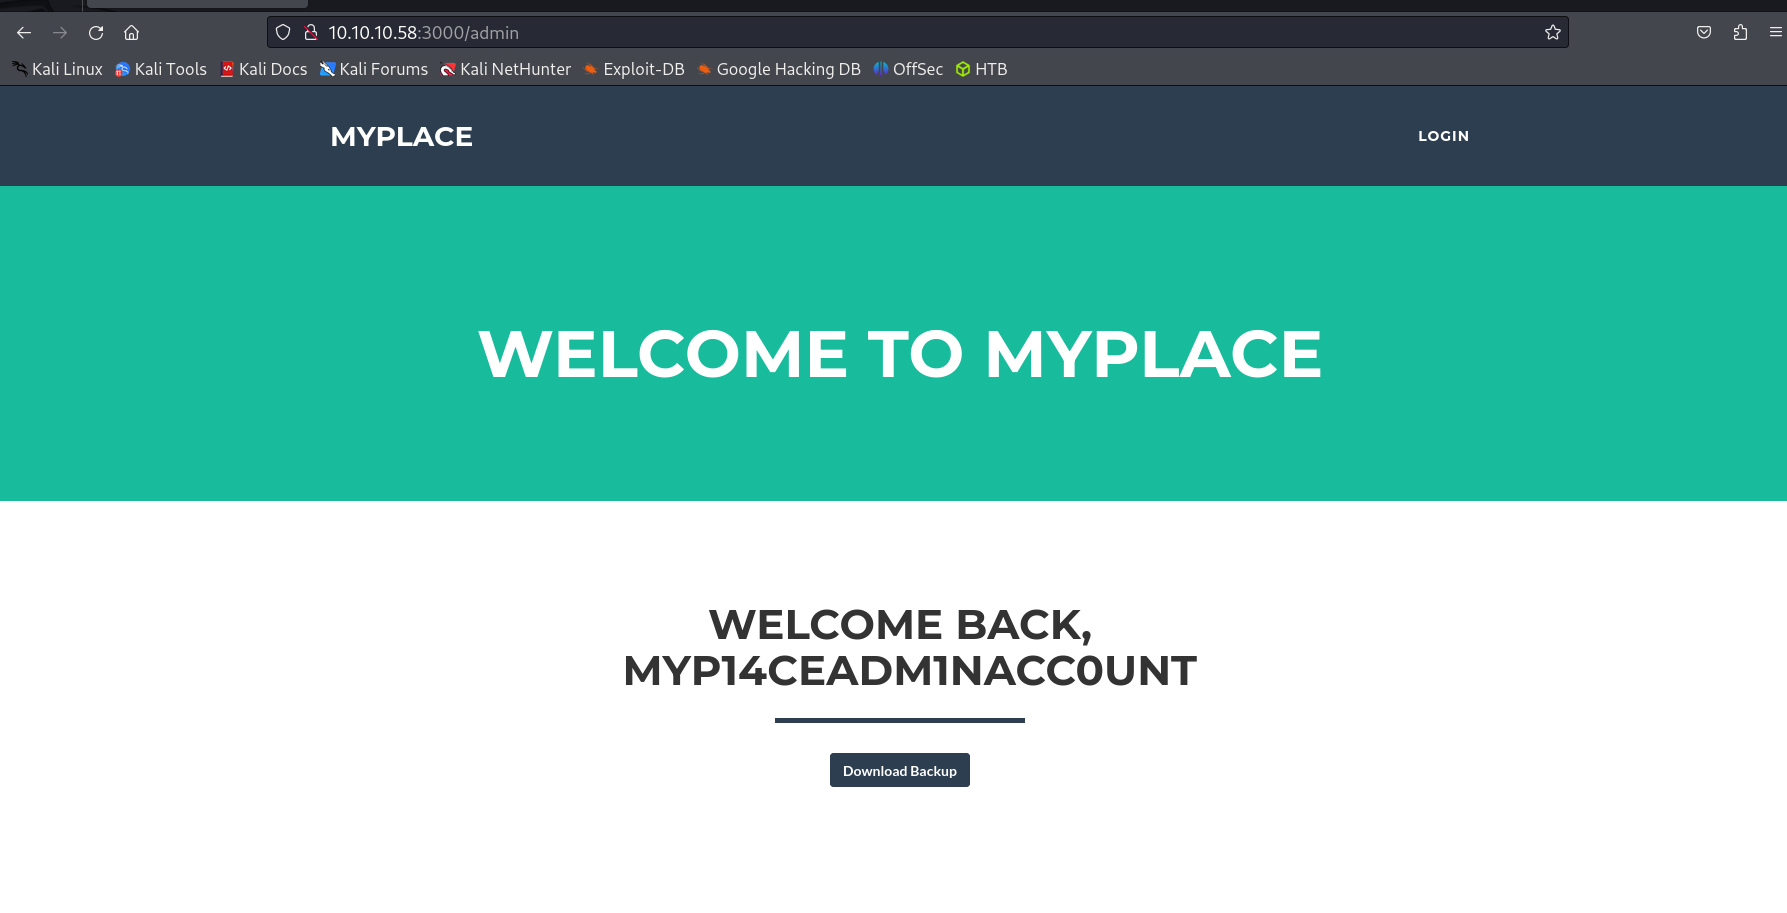 10.10.10.58:3000/admin
Kali Linux Kali Tools Kali Docs Kali Forums Kali NetHunter Exploit-DB Google Hacking DB OffSec HTB
MYPLACE LOGIN
WELCOME TO MYPLACE
WELCOME BACK,
MYP14CEADM1NACC0UNT
Download Backup